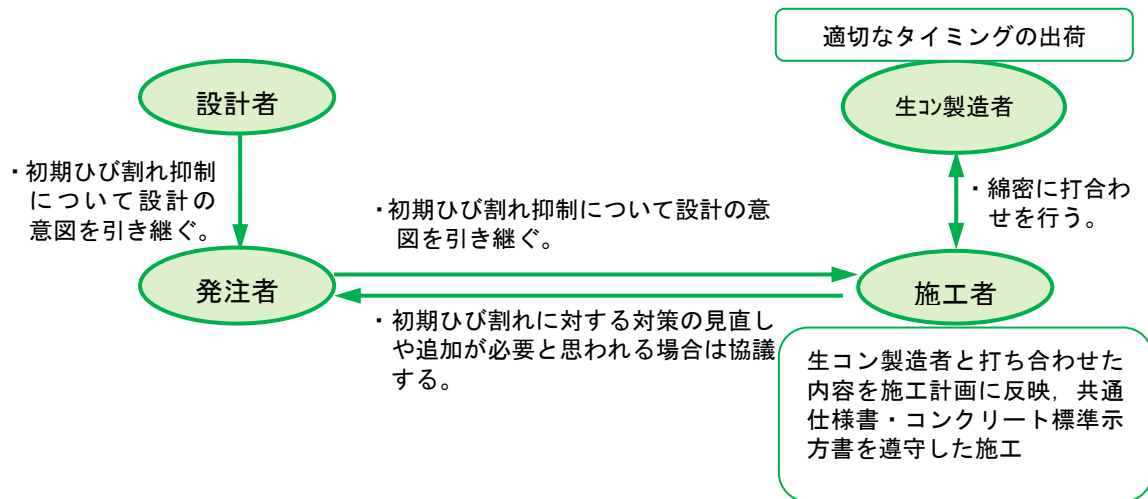 適切なタイミングの出荷
設計者
生コン製造者
・初期ひび割れ抑制
について設計の
意図を引き継ぐ。
・初期ひび割れ抑制について設計の意
図を引き継ぐ。
・綿密に打合わ
せを行う。
発注者
施工者
・初期ひび割れに対する対策の見直し
や追加が必要と思われる場合は協議
する。
生コン製造者と打ち合わせた
内容を施工計画に反映，共通
仕様書・コンクリート標準示
方書を遵守した施工